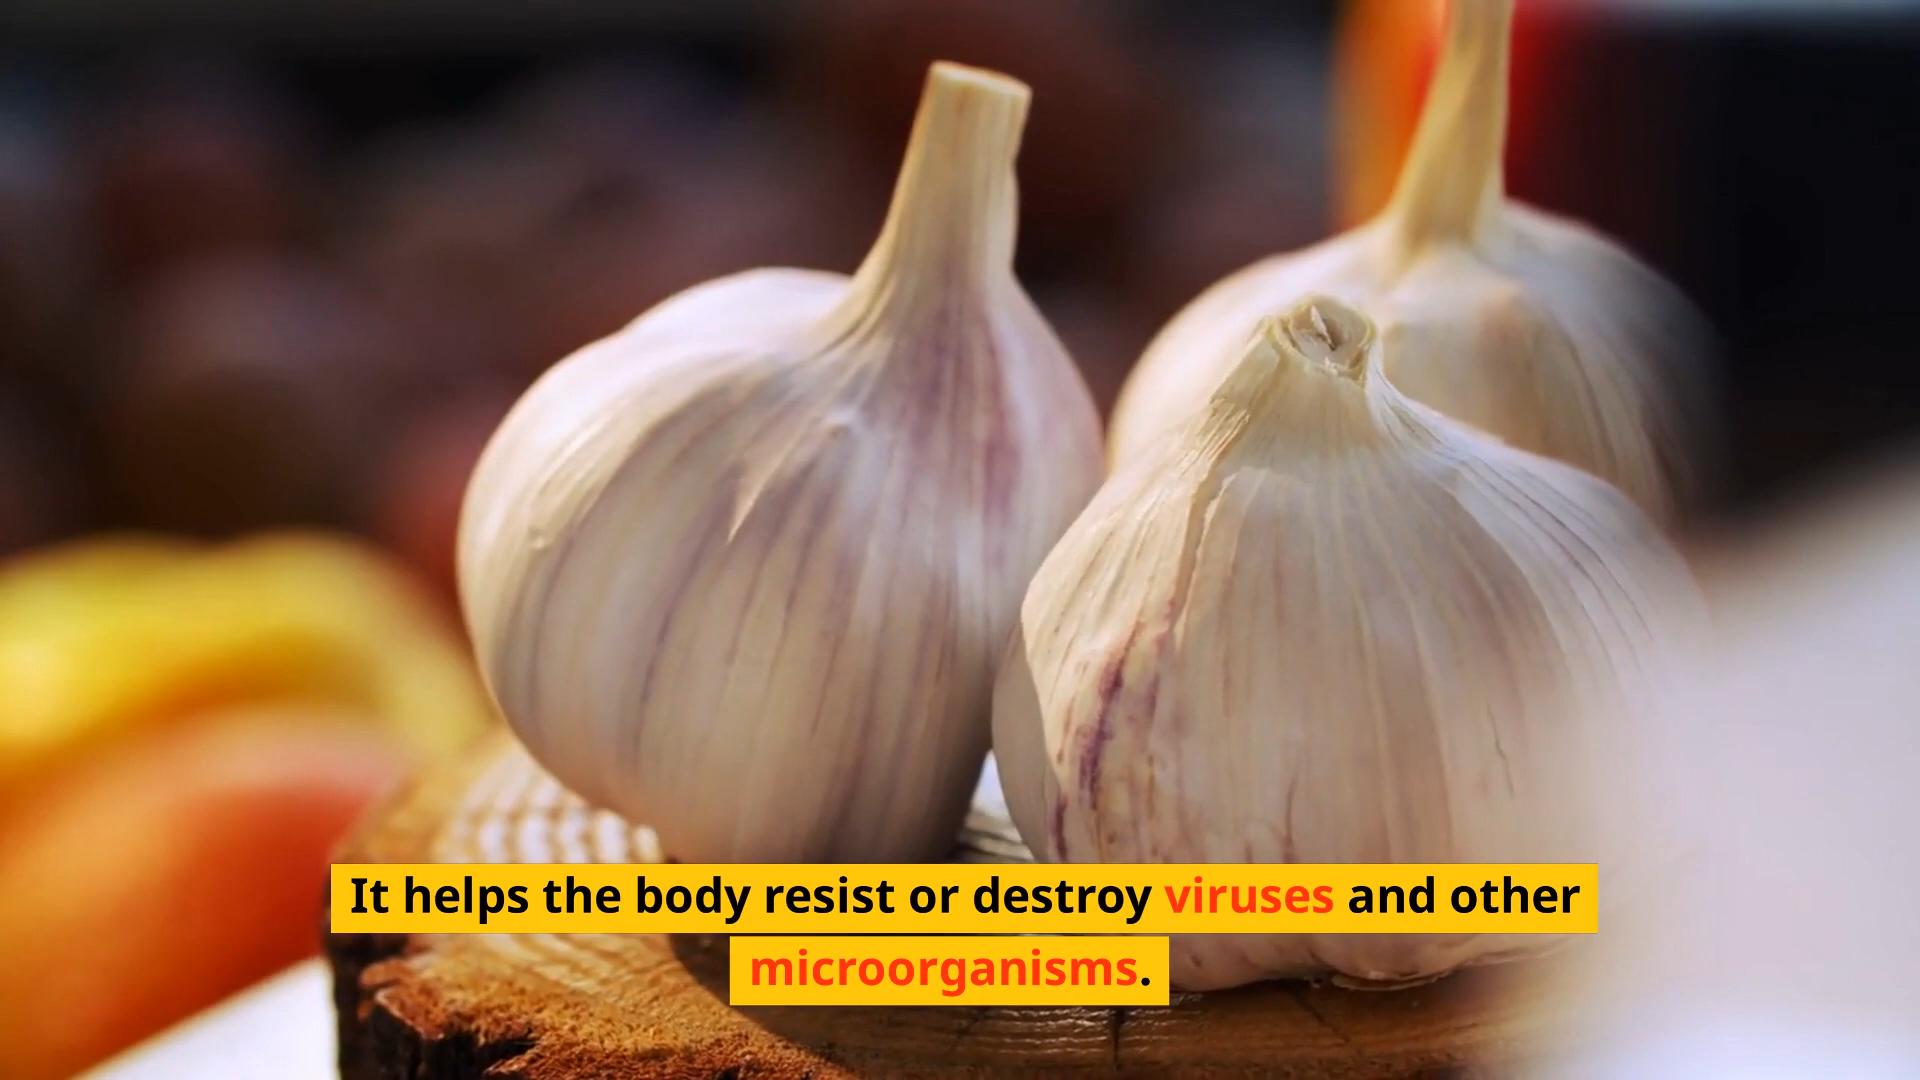 It helps the body resist or destroy viruses and other
microorganisms.